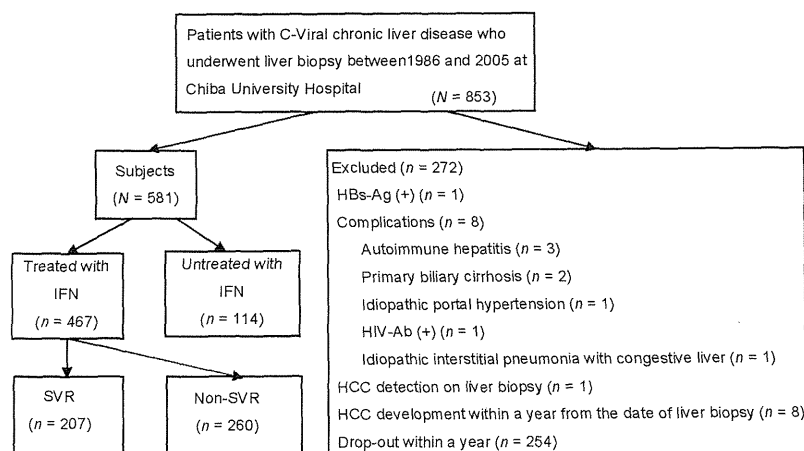 Patients with C-Viral chronic liver disease who
underwent liver biopsy between1986 and 2005 at
Chiba University Hospital
(N = 853)
Subjects
(N = 581)
Treated with
IFN
(n = 467)
Untreated with
IFN
(n = 114)
SVR
(n = 207)
Non-SVR
(n = 260)
Excluded (n = 272)
HBs-Ag (+) (n = 1)
Complications (n = 8)
Autoimmune hepatitis (n = 3)
Primary biliary cirrhosis (n = 2)
Idiopathic portal hypertension (n = 1)
HIV-Ab (+) (n = 1)
Idiopathic interstitial pneumonia with congestive liver (n = 1)
HCC detection on liver biopsy (n = 1)
HCC development within a year from the date of liver biopsy (n = 8)
Drop-out within a year (n = 254)